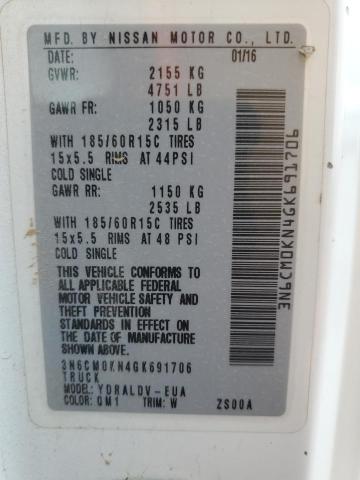 MFD. BY NISSAN MOTOR CO., LTD.
DATE: 01/16
GVWR: 2155 KG
4751 LB
GAWR FR: 1050 KG
2315 LB
WITH 185/60R15C TIRES
15x5.5 RIMS AT 44PSI
COLD SINGLE
GAWR RR: 1150 KG
2535 LB
WITH 185/60R15C TIRES
15x5.5 RIMS AT 48 PSI
COLD SINGLE
THIS VEHICLE CONFORMS TO
ALL APPLICABLE FEDERAL
MOTOR VEHICLE SAFETY AND
THEFT PREVENTION
STANDARDS IN EFFECT ON
THE DATE OF MANUFACTURE
SHOWN ABOVE.
3N6CM0KN4GK691706
TRUCK
MODEL: YDRALDV-EUA
COLOR: QM1 TRIM: W ZS00A
3N6CM0KN4GK691706